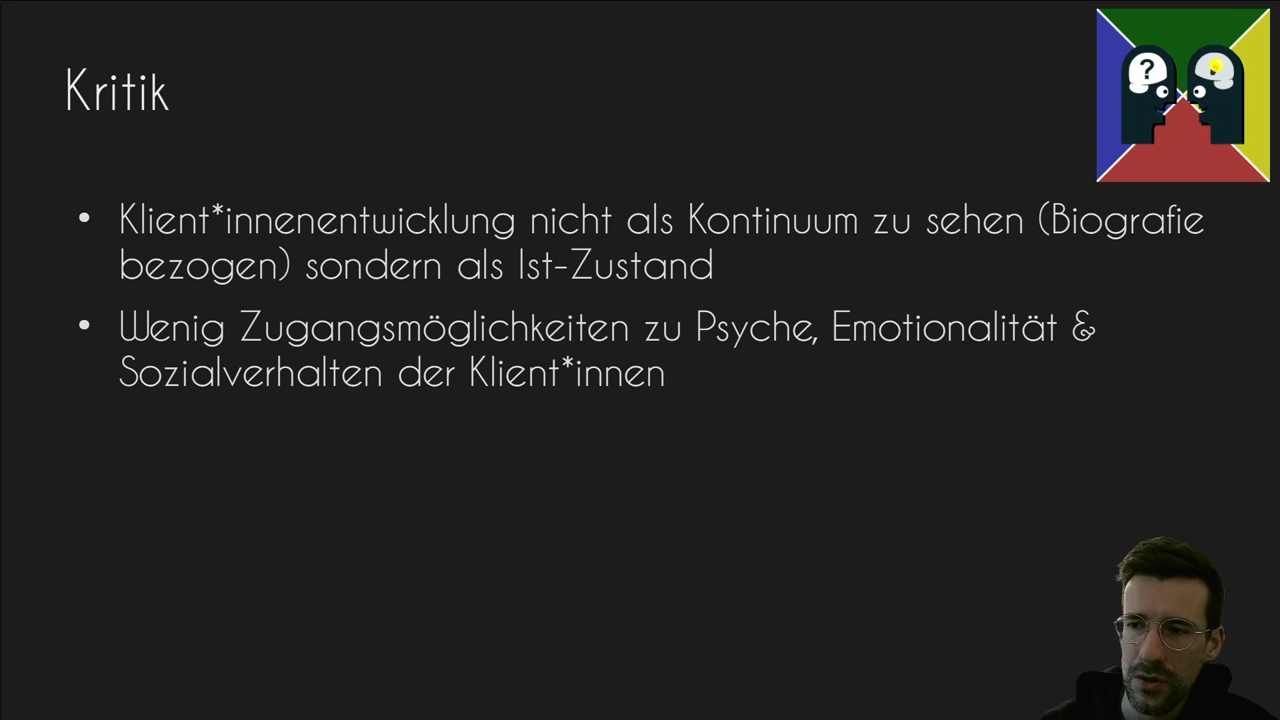 Kritik
?
• Klient*innenentwicklung nicht als Kontinuum zu sehen (Biografie
bezogen) sondern als Ist-Zustand
• Wenig Zugangsmöglichkeiten zu Psyche, Emotionalität &
Sozialverhalten der Klient*innen